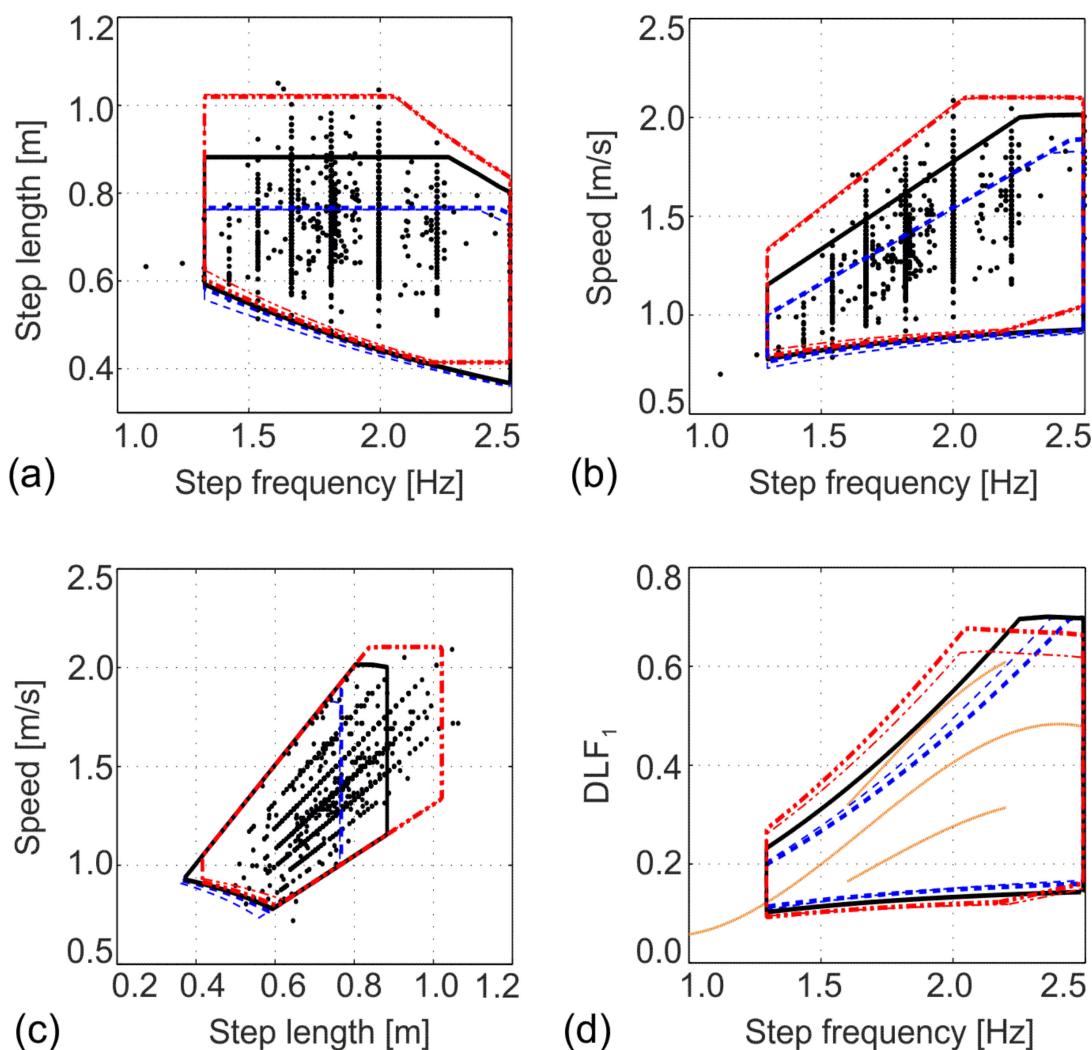 1.2
1.0
0.8
0.6
0.4
Step length [m]
1.0 1.5 2.0 2.5
Step frequency [Hz]
(a)
2.5
2.0
1.5
1.0
0.5
Speed [m/s]
1.0 1.5 2.0 2.5
Step frequency [Hz]
(b)
2.5
2.0
1.5
1.0
0.5
Speed [m/s]
0.2 0.4 0.6 0.8 1.0 1.2
Step length [m]
(c)
0.8
0.6
0.4
0.2
0.0
DLF₁
1.0 1.5 2.0 2.5
Step frequency [Hz]
(d)